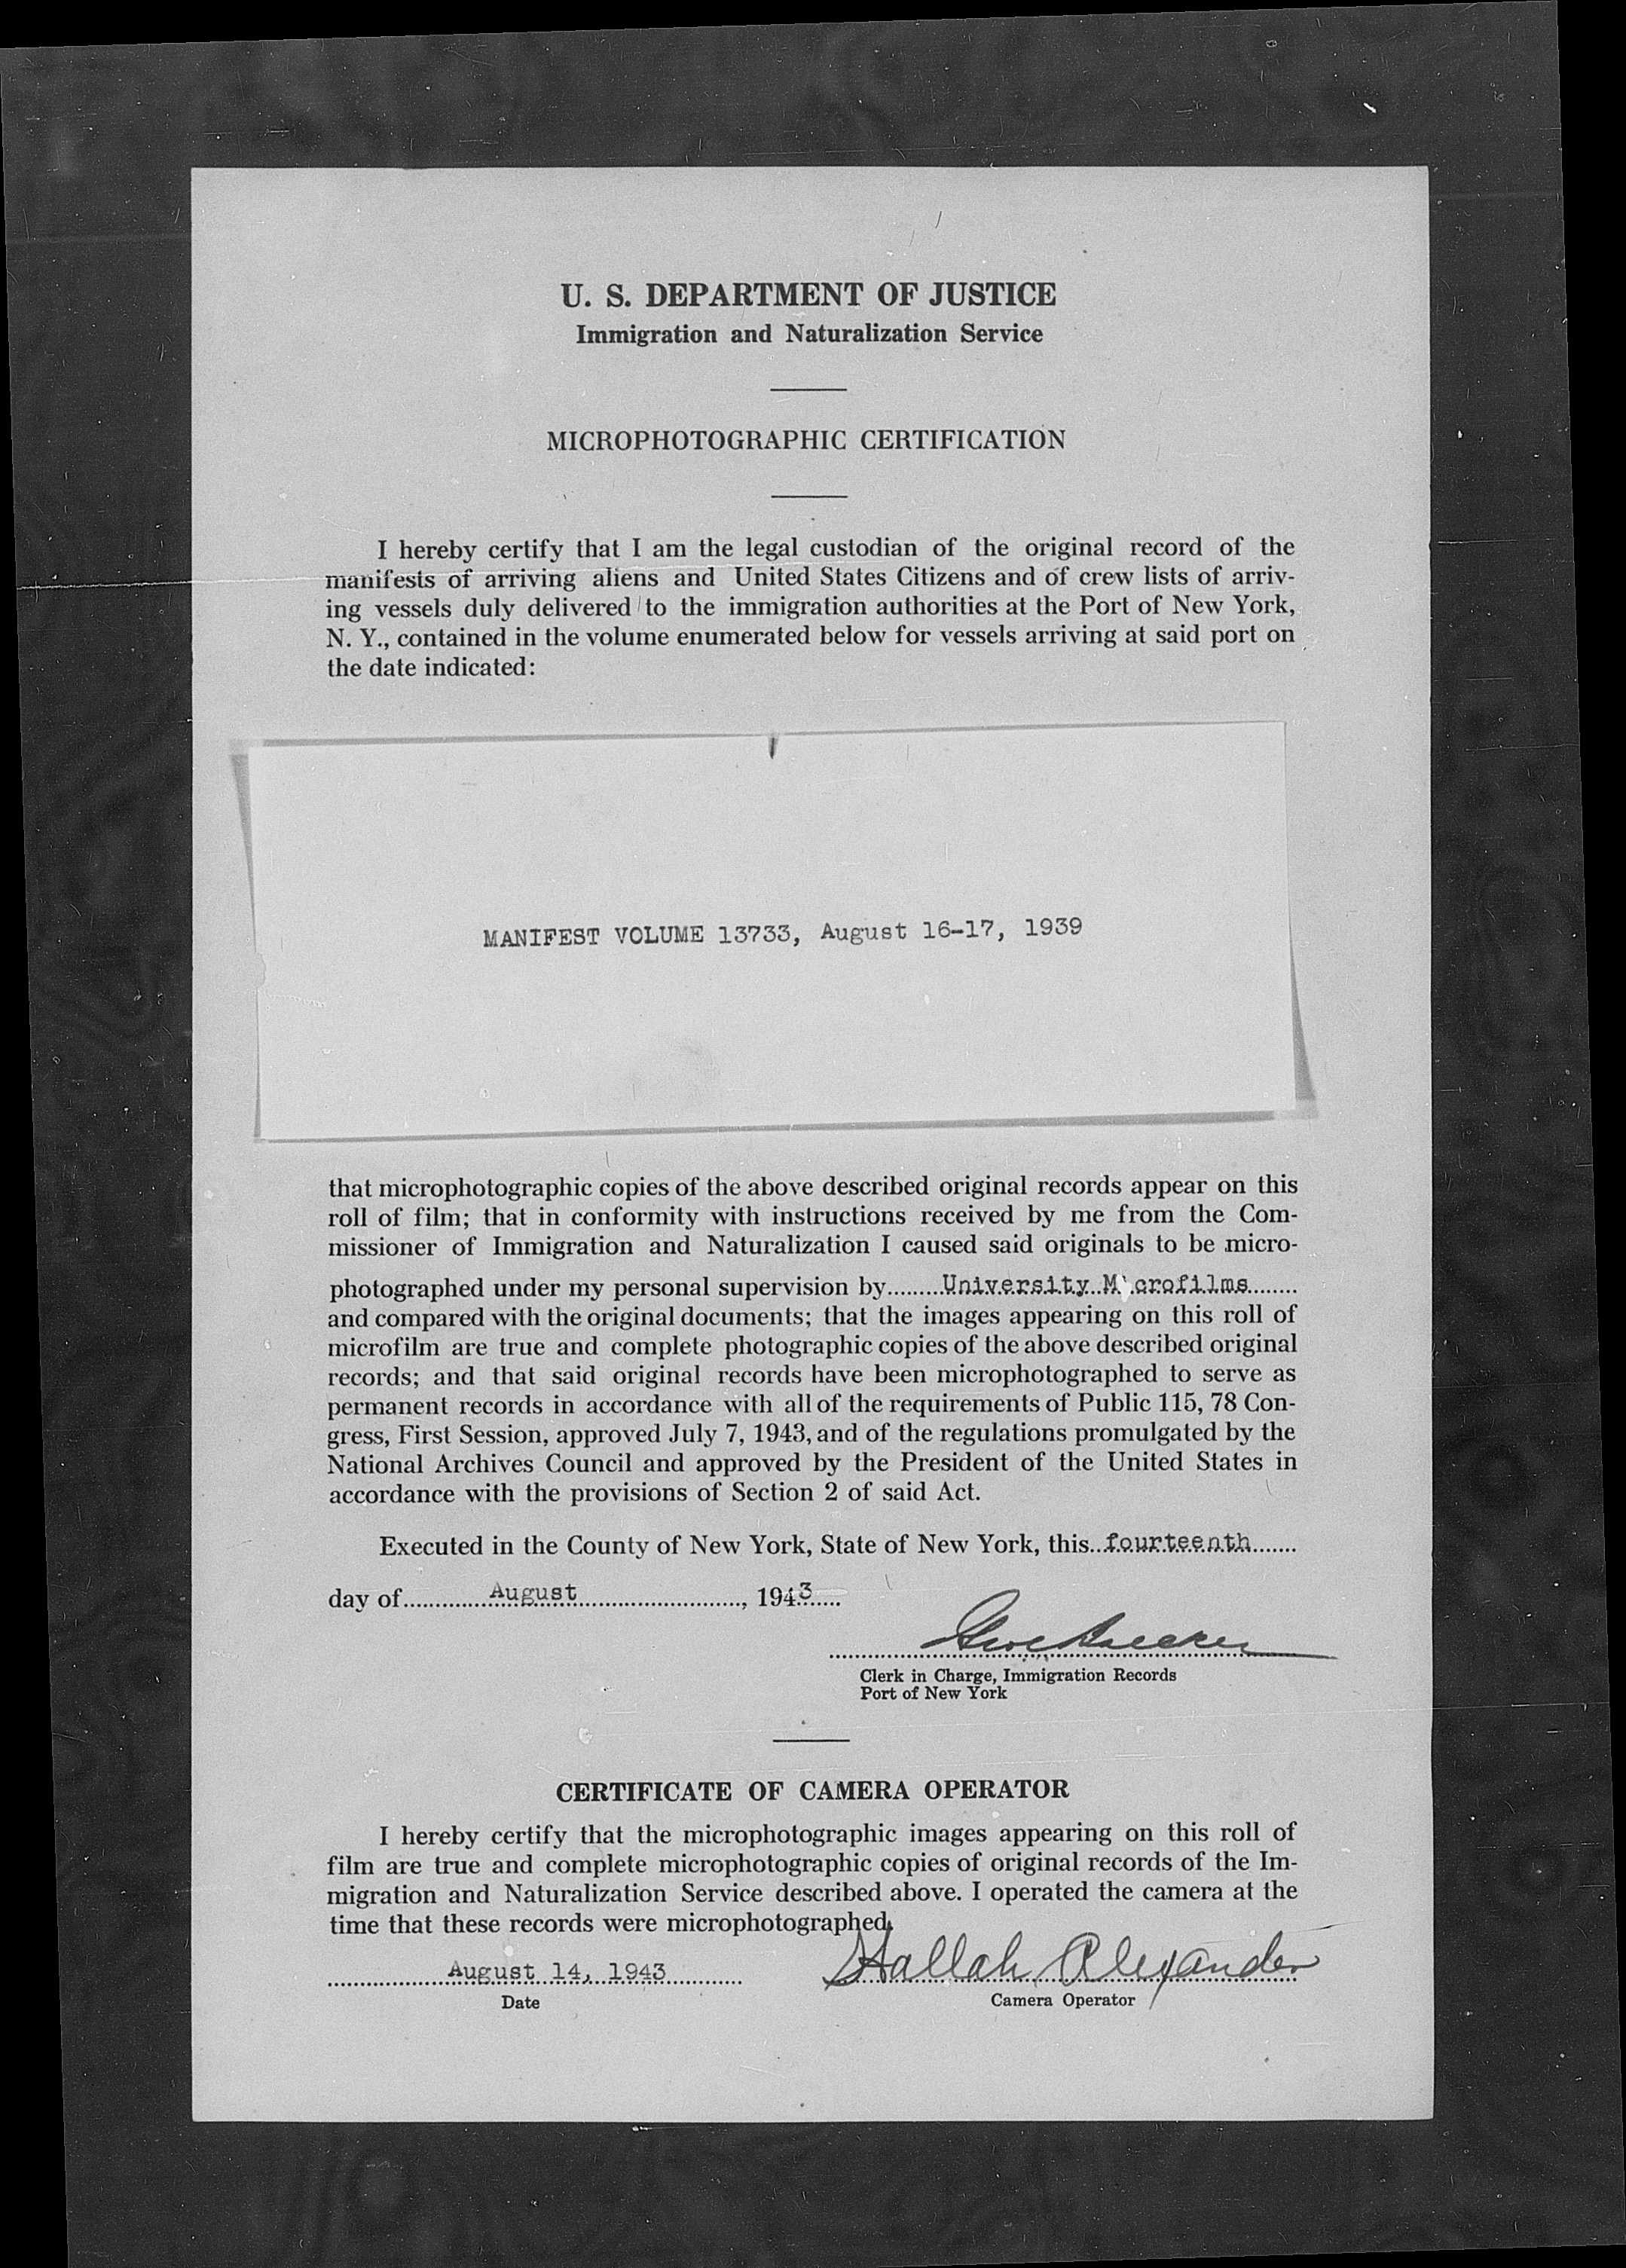 U. S. DEPARTMENT OF JUSTICE
Immigration and Naturalization Service
MICROPHOTOGRAPHIC CERTIFICATION
I hereby certify that I am the legal custodian of the original record of the
manifests of arriving aliens and United States Citizens and of crew lists of arriv-
ing vessels duly delivered to the immigration authorities at the Port of New York,
N. Y., contained in the volume enumerated below for vessels arriving at said port on
the date indicated:
MANIFEST VOLUME 13733, August 16-17, 1939
that microphotographic copies of the above described original records appear on this
roll of film; that in conformity with instructions received by me from the Com-
missioner of Immigration and Naturalization I caused said originals to be micro-
photographed under my personal supervision by University Microfilms
and compared with the original documents; that the images appearing on this roll of
microfilm are true and complete photographic copies of the above described original
records; and that said original records have been microphotographed to serve as
permanent records in accordance with all of the requirements of Public 115, 78 Con-
gress, First Session, approved July 7, 1943, and of the regulations promulgated by the
National Archives Council and approved by the President of the United States in
accordance with the provisions of Section 2 of said Act.
Executed in the County of New York, State of New York, this fourteenth
day of August, 1943
Clerk in Charge, Immigration Records
Port of New York
CERTIFICATE OF CAMERA OPERATOR
I hereby certify that the microphotographic images appearing on this roll of
film are true and complete microphotographic copies of original records of the Im-
migration and Naturalization Service described above. I operated the camera at the
time that these records were microphotographed.
August 14, 1943 Hallah Alexander
Date Camera Operator